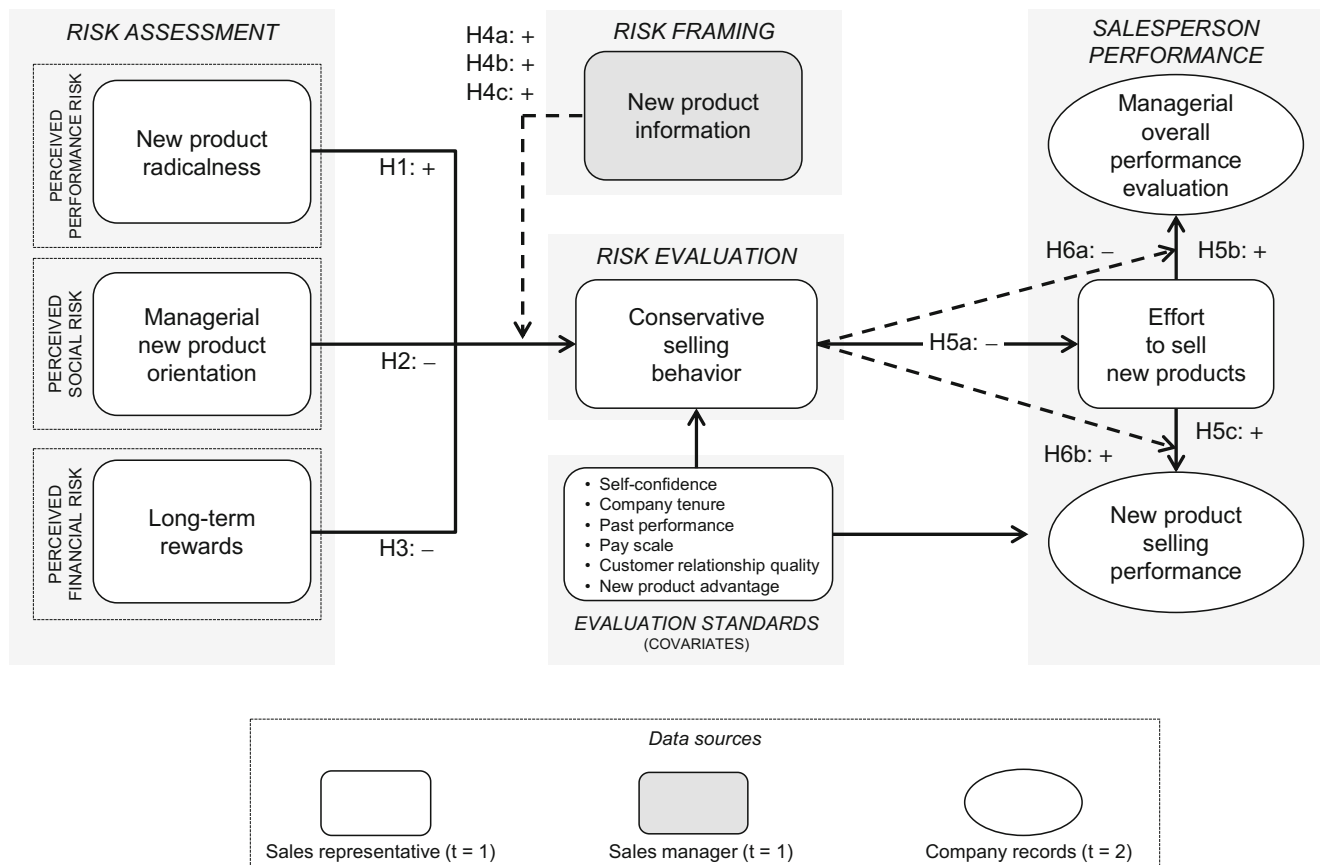 RISK ASSESSMENT
PERCEIVED
PERFORMANCE RISK
New product
radicalness
H1: +
PERCEIVED
SOCIAL RISK
Managerial
new product
orientation
H2: –
PERCEIVED
FINANCIAL RISK
Long-term
rewards
H3: –
H4a: +
H4b: +
H4c: +
RISK FRAMING
New product
information
RISK EVALUATION
Conservative
selling
behavior
• Self-confidence
• Company tenure
• Past performance
• Pay scale
• Customer relationship quality
• New product advantage
EVALUATION STANDARDS
(COVARIATES)
H6a: –
H5a: –
H6b: +
SALESPERSON
PERFORMANCE
Managerial
overall
performance
evaluation
H5b: +
Effort
to sell
new products
H5c: +
New product
selling
performance
Data sources
Sales representative (t = 1)
Sales manager (t = 1)
Company records (t = 2)